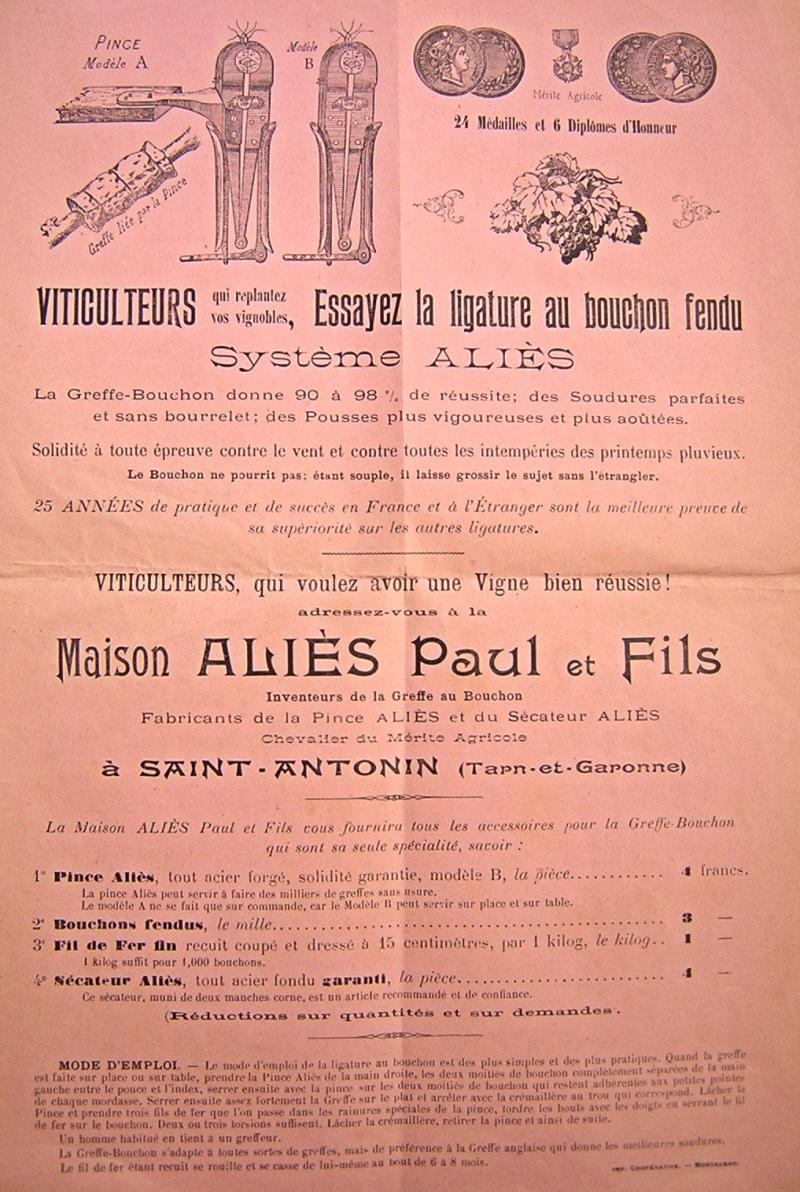 PINCE
Modèle A
Modèle
B
Greffe liée par la Pince
Mérite Agricole
24 Médailles et 6 Diplômes d'Honneur
VITICULTEURS qui replantez vos vignobles, Essayez la ligature au bouchon fendu
Système ALIÈS
La Greffe-Bouchon donne 90 à 98 % de réussite; des Soudures parfaites
et sans bourrelet; des Pousses plus vigoureuses et plus aoûtées.
Solidité à toute épreuve contre le vent et contre toutes les intempéries des printemps pluvieux.
Le Bouchon ne pourrit pas; étant souple, il laisse grossir le sujet sans l'étrangler.
25 ANNÉES de pratique et de succès en France et à l'Étranger sont la meilleure preuve de
sa supériorité sur les autres ligatures.
VITICULTEURS, qui voulez avoir une Vigne bien réussie!
adressez-vous à la
Maison ALIÈS Paul et Fils
Inventeurs de la Greffe au Bouchon
Fabricants de la Pince ALIÈS et du Sécateur ALIÈS
Chevalier du Mérite Agricole
à SAINT-ANTONIN (Tarn-et-Garonne)
La Maison ALIÈS Paul et Fils vous fournira tous les accessoires pour la Greffe-Bouchon
qui sont sa seule spécialité, savoir :
1° Pince Aliès, tout acier forgé, solidité garantie, modèle B, la pièce............ 4 francs.
La pince Aliès peut servir à faire des milliers de greffes sans usure.
Le modèle A ne se fait que sur commande, car le Modèle B peut servir sur place et sur table.
2° Bouchons fendus, le mille............ 3 —
3° Fil de Fer fin recuit coupé et dressé à 15 centimètres, par 1 kilog, le kilog.. 1 —
1 kilog suffit pour 1,000 bouchons.
4° Sécateur Aliès, tout acier fondu garanti, la pièce............ 4 —
Ce sécateur, muni de deux manches corne, est un article recommandé et de confiance.
(Réductions sur quantités et sur demandes.
MODE D'EMPLOI. — Le mode d'emploi de la ligature au bouchon est des plus simples et des plus pratiques. Quand la greffe
est faite sur place ou sur table, prendre la Pince Aliès de la main droite, les deux moitiés de bouchon complètement séparées de la main
gauche entre le pouce et l'index, serrer ensuite avec la pince sur les deux moitiés de bouchon qui restent adhérentes aux petites pointes
de chaque mordasse. Serrer ensuite assez fortement la Greffe sur le plat et arrêter avec la crémaillère au trou qui correspond. Lâcher la
Pince et prendre trois fils de fer que l'on passe dans les rainures spéciales de la pince, tordre les bouts avec les doigts en serrant le fil
de fer sur le bouchon. Deux ou trois torsions suffisent. Lâcher la crémaillère, retirer la pince et ainsi de suite.
Un homme habitué en tient à un greffeur.
La Greffe-Bouchon s'adapte à toutes sortes de greffes, mais de préférence à la Greffe anglaise qui donne les meilleures soudures.
Le fil de fer étant recuit se rouille et se casse de lui-même au bout de 6 à 8 mois.
IMP. COOPÉRATIVE. — MONTAUBAN.